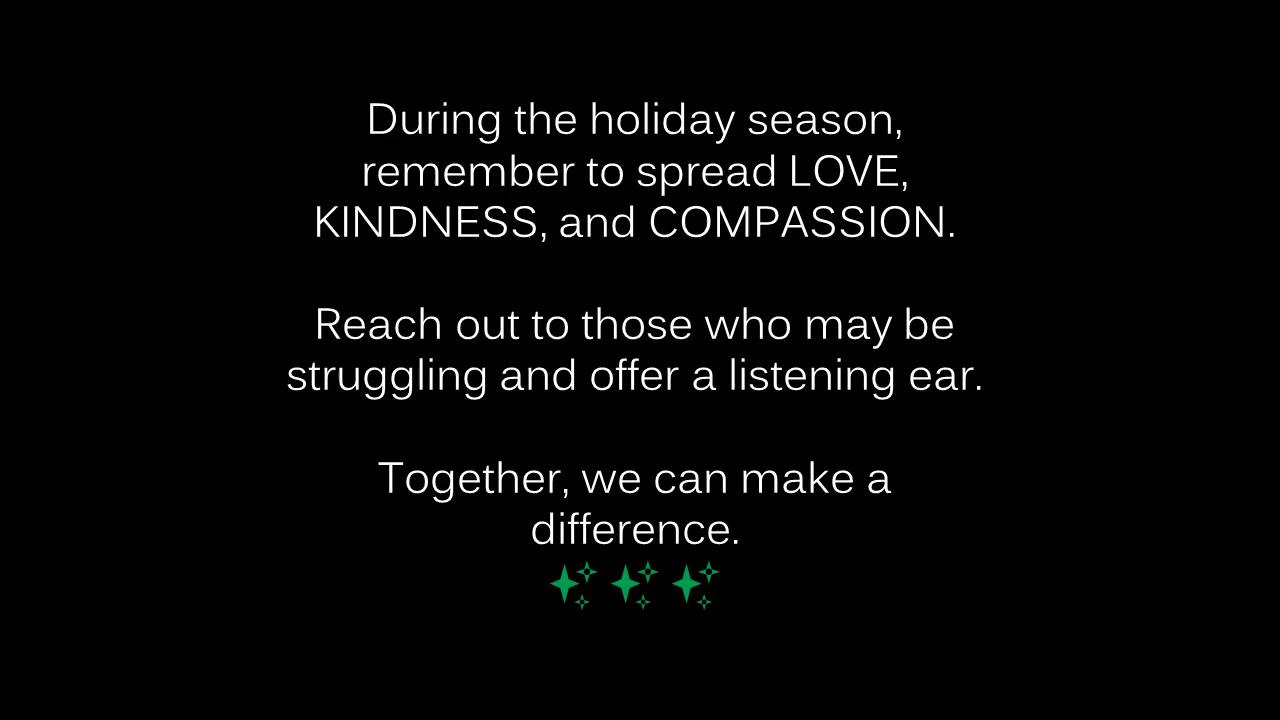 During the holiday season,
remember to spread LOVE,
KINDNESS, and COMPASSION.
Reach out to those who may be
struggling and offer a listening ear.
Together, we can make a
difference.